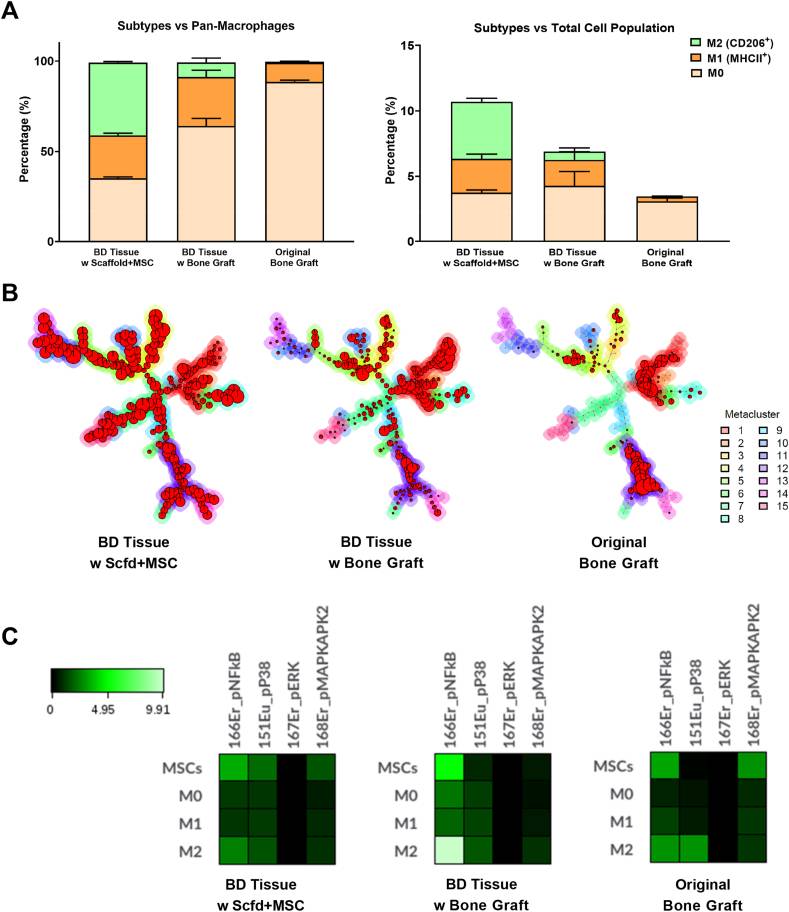 A
Subtypes vs Pan-Macrophages
Percentage (%)
100
50
0
BD Tissue
w Scaffold+MSC
BD Tissue
w Bone Graft
Original
Bone Graft
Subtypes vs Total Cell Population
Percentage (%)
15
10
5
0
BD Tissue
w Scaffold+MSC
BD Tissue
w Bone Graft
Original
Bone Graft
M2 (CD206⁺)
M1 (MHCII⁺)
M0
B
BD Tissue
w Scfd+MSC
BD Tissue
w Bone Graft
Original
Bone Graft
Metacluster
1
2
3
4
5
6
7
8
9
10
11
12
13
14
15
C
0 4.95 9.91
166Er_pNFkB
151Eu_pP38
167Er_pERK
168Er_pMAPKAPK2
MSCs
M0
M1
M2
BD Tissue
w Scfd+MSC
166Er_pNFkB
151Eu_pP38
167Er_pERK
168Er_pMAPKAPK2
MSCs
M0
M1
M2
BD Tissue
w Bone Graft
166Er_pNFkB
151Eu_pP38
167Er_pERK
168Er_pMAPKAPK2
MSCs
M0
M1
M2
Original
Bone Graft